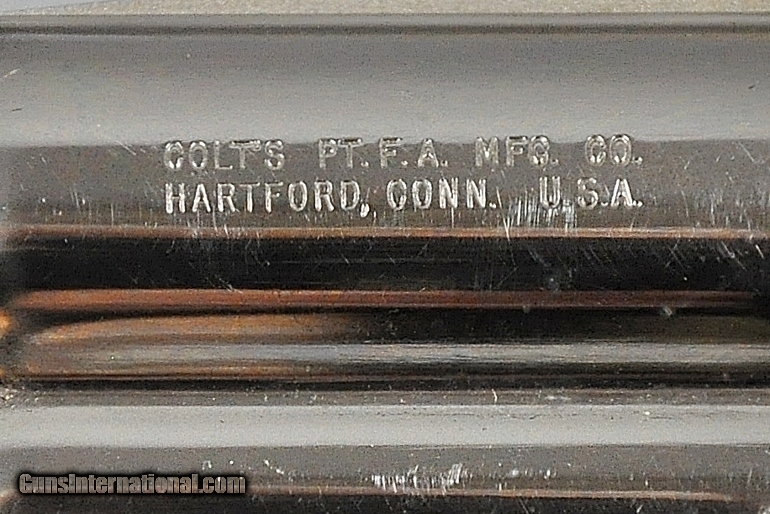 COLT'S PT. F. A. MFG. CO.
HARTFORD, CONN. U.S.A.
GunsInternational.com